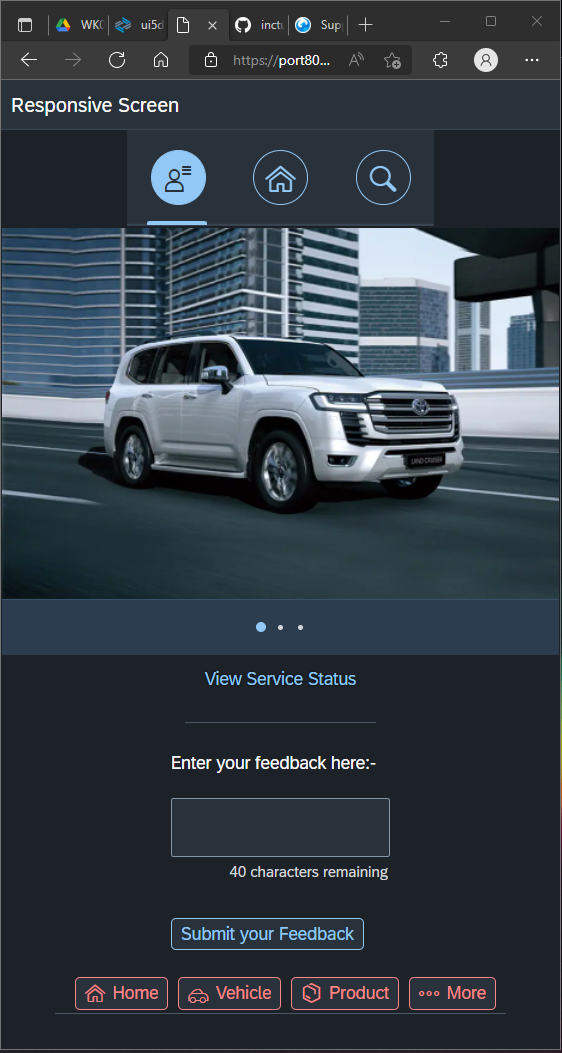 WK
ui5d
inct
Sup
https://port80...
Responsive Screen
LAND CRUISER
View Service Status
Enter your feedback here:-
40 characters remaining
Submit your Feedback
Home Vehicle Product More